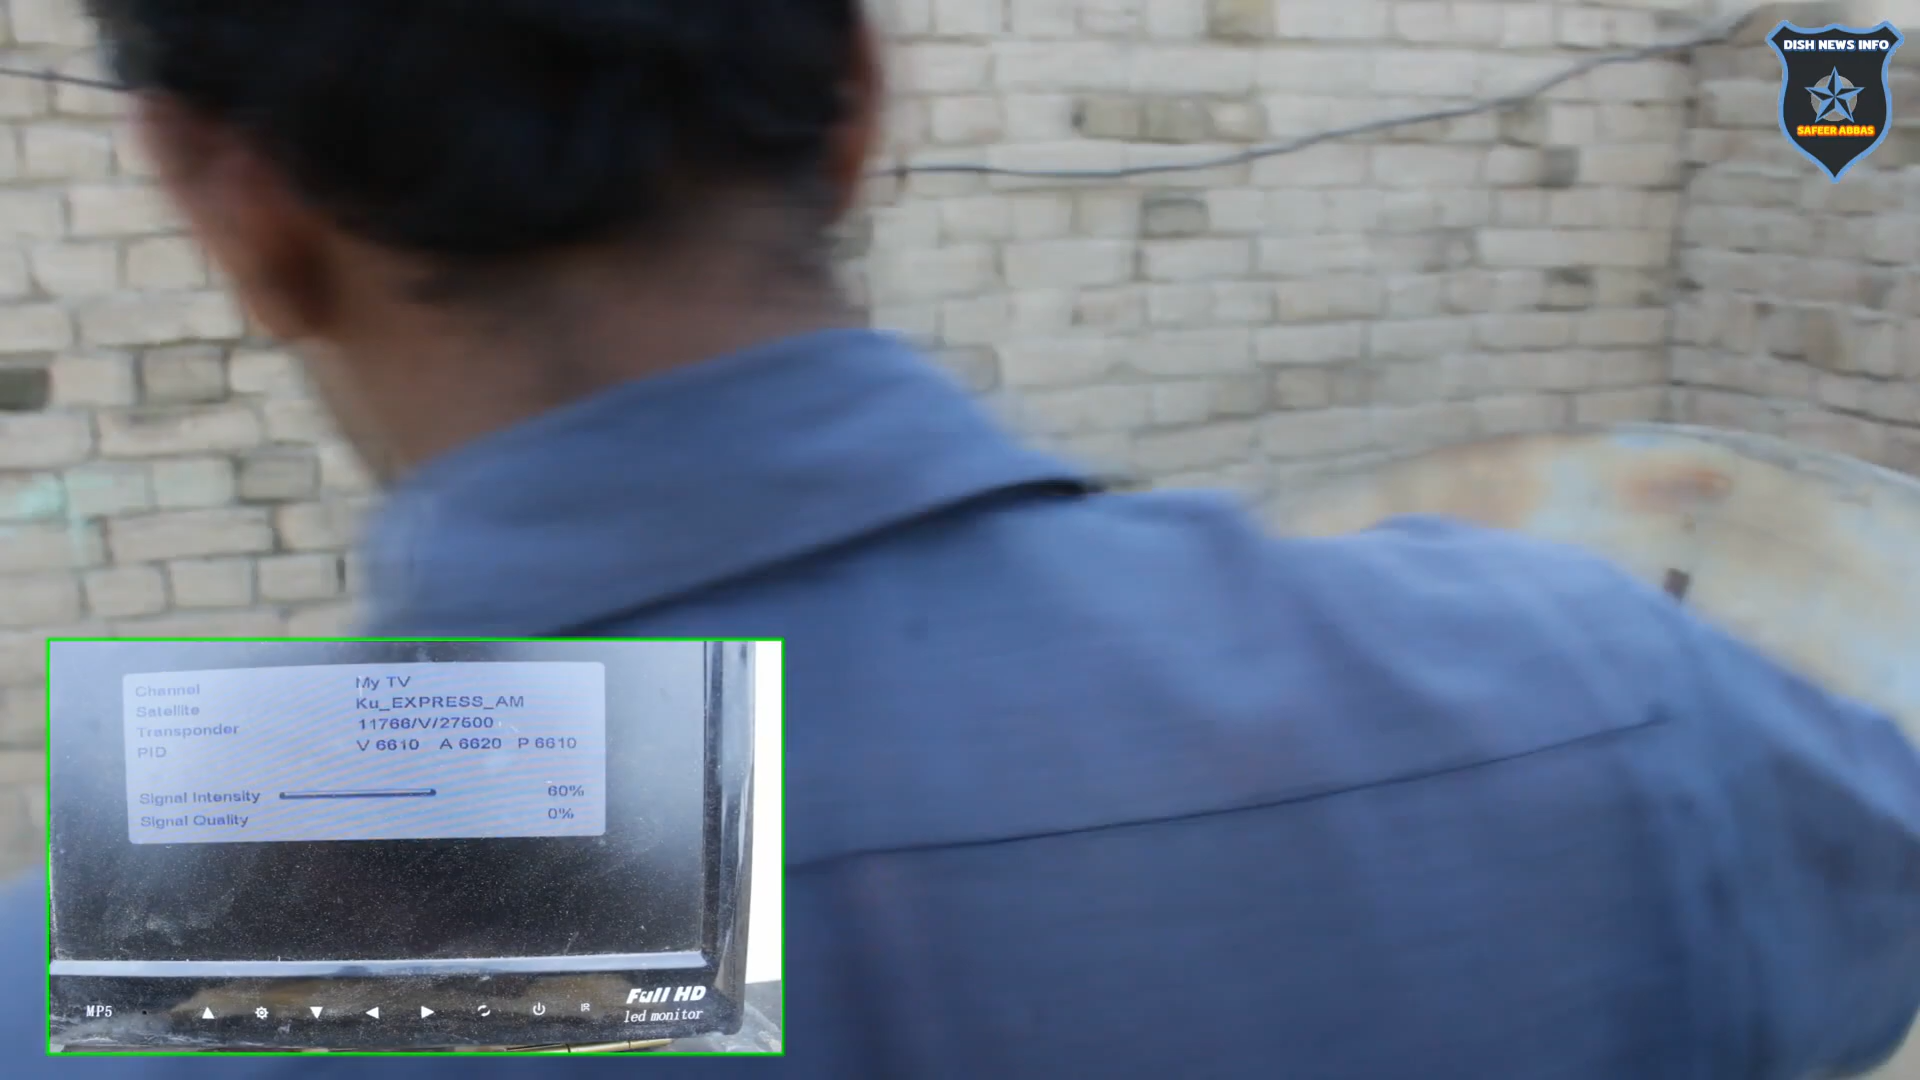 DISH NEWS INFO
SAFEER ABBAS
Channel My TV
Satellite Ku_EXPRESS_AM
Transponder 11766/V/27500
PID V 6610 A 6620 P 6610
Signal Intensity 60%
Signal Quality 0%
MP5
IR
Full HD
led monitor